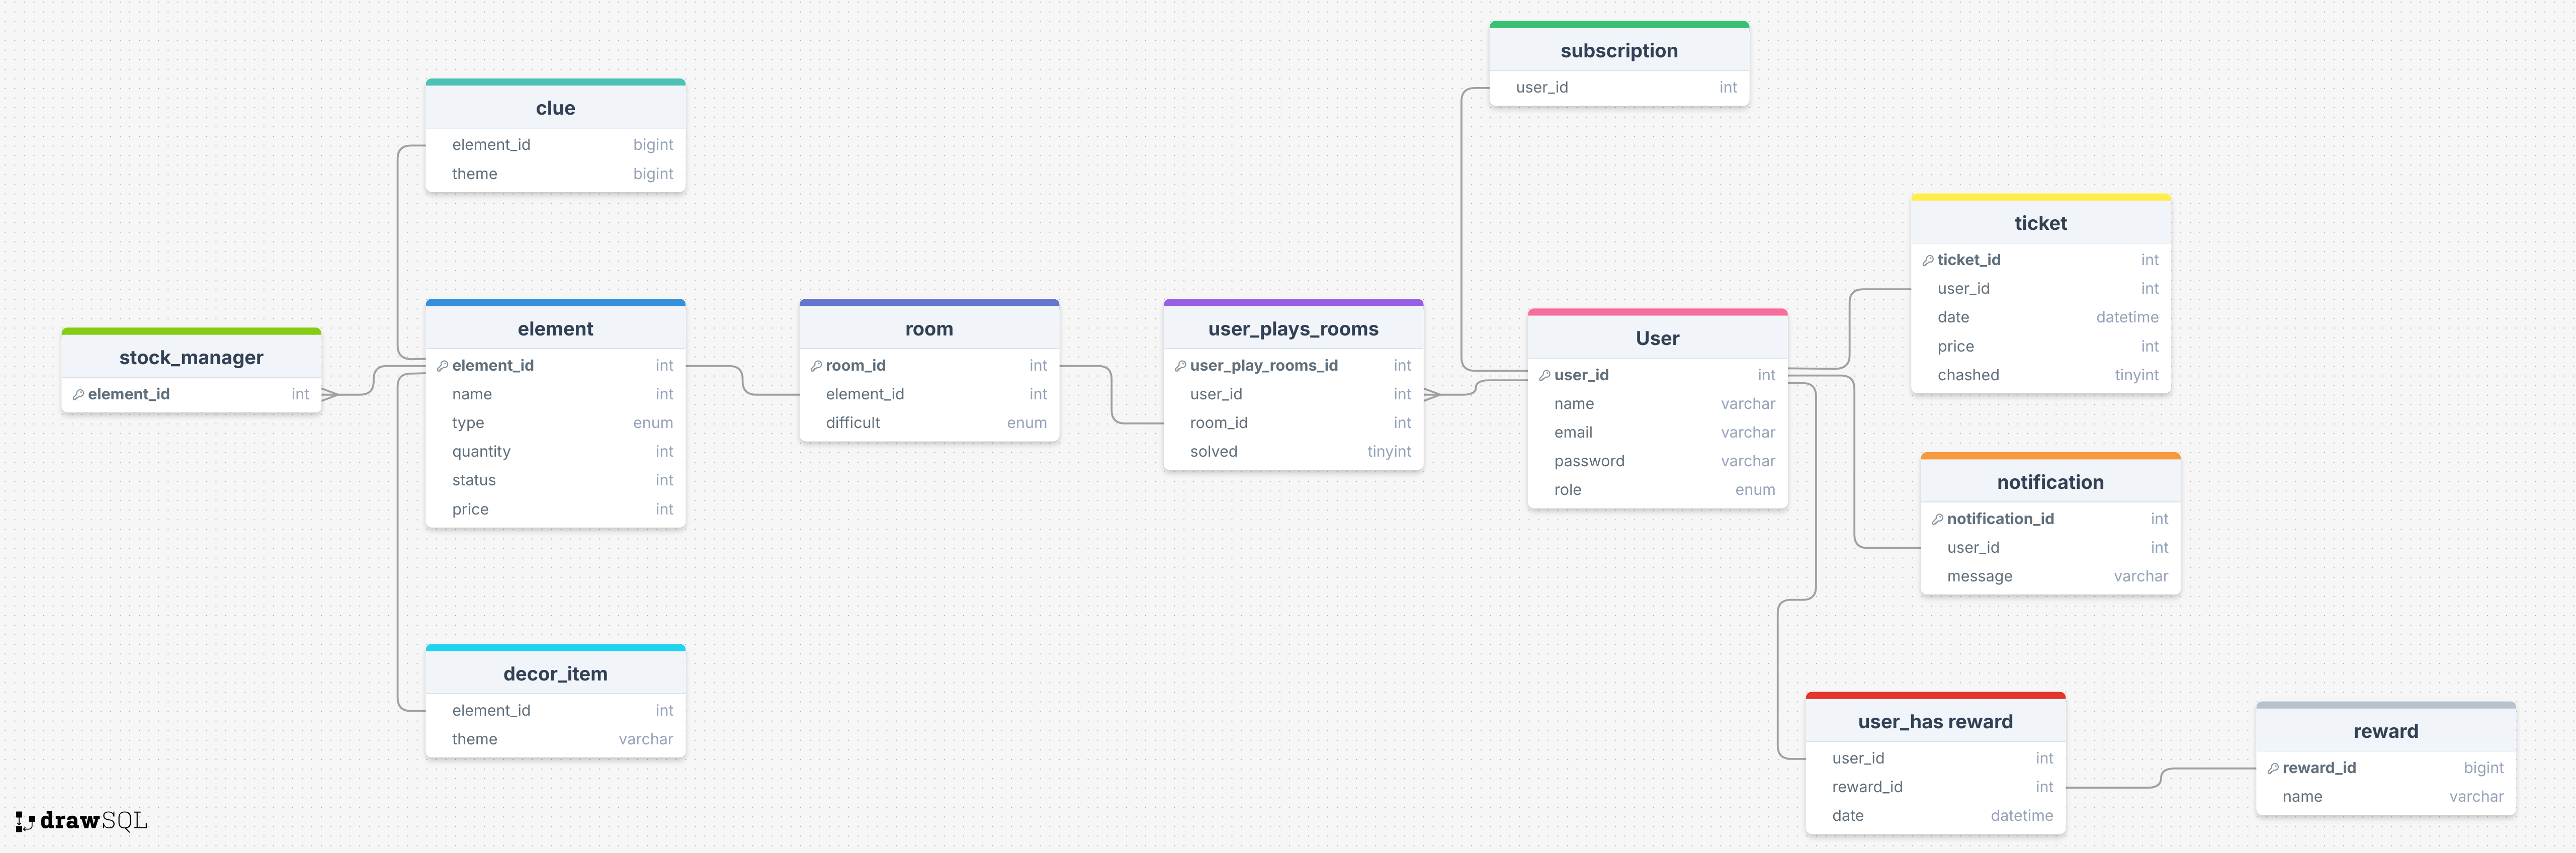 subscription
user_id int
clue
element_id bigint
theme bigint
ticket
ticket_id int
user_id int
date datetime
price int
chashed tinyint
stock_manager
element_id int
element
element_id int
name int
type enum
quantity int
status int
price int
room
room_id int
element_id int
difficult enum
user_plays_rooms
user_play_rooms_id int
user_id int
room_id int
solved tinyint
User
user_id int
name varchar
email varchar
password varchar
role enum
notification
notification_id int
user_id int
message varchar
decor_item
element_id int
theme varchar
user_has reward
user_id int
reward_id int
date datetime
reward
reward_id bigint
name varchar
drawSQL